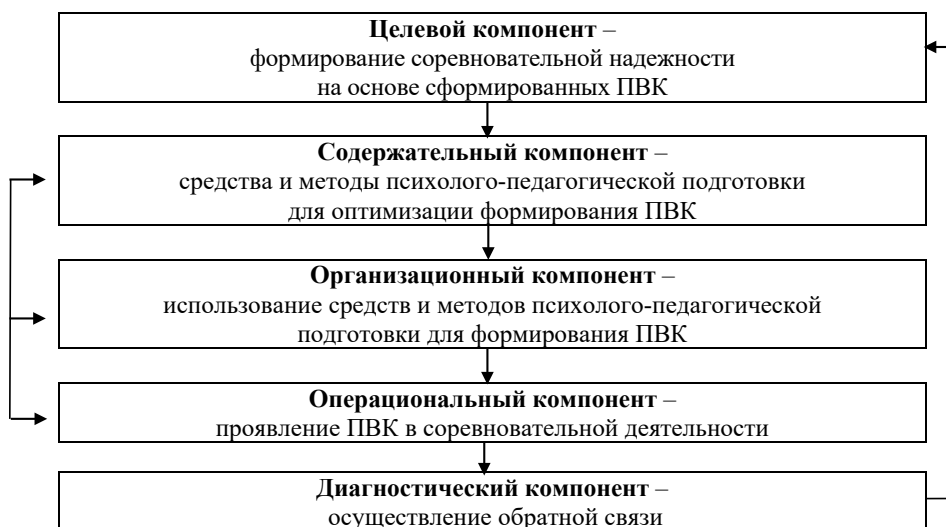 Целевой компонент –
формирование соревновательной надежности
на основе сформированных ПВК
Содержательный компонент –
средства и методы психолого-педагогической подготовки
для оптимизации формирования ПВК
Организационный компонент –
использование средств и методов психолого-педагогической
подготовки для формирования ПВК
Операциональный компонент –
проявление ПВК в соревновательной деятельности
Диагностический компонент –
осуществление обратной связи